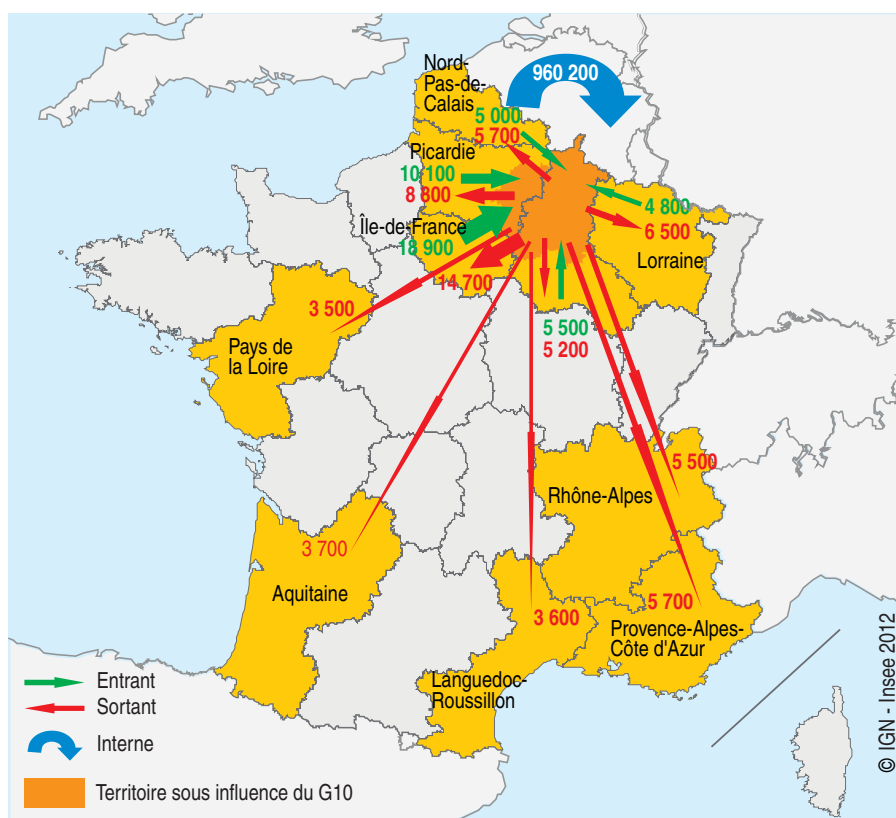 Nord-
Pas-de-
Calais
960 200
5 000
5 700
Picardie
10 100
8 800
4 800
6 500
Île-de-France
18 900
Lorraine
14 700
3 500
5 500
5 200
Pays de
la Loire
5 500
Rhône-Alpes
3 700
Aquitaine
3 600
5 700
Provence-Alpes-
Côte d'Azur
Languedoc-
Roussillon
Entrant
Sortant
Interne
Territoire sous influence du G10
© IGN - Insee 2012